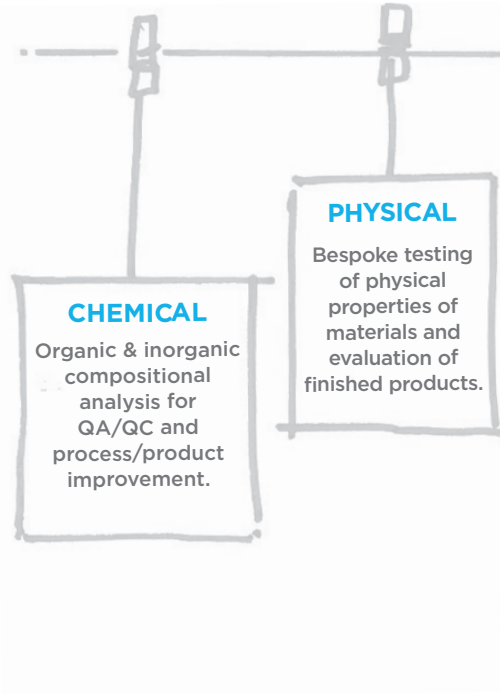 CHEMICAL
Organic & inorganic
compositional
analysis for
QA/QC and
process/product
improvement.
PHYSICAL
Bespoke testing
of physical
properties of
materials and
evaluation of
finished products.